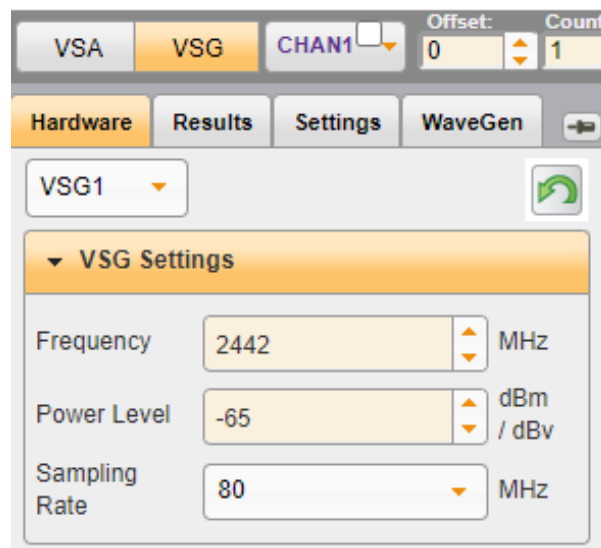 VSA VSG CHAN1 Offset: 0 Count 1
Hardware Results Settings WaveGen
VSG1
VSG Settings
Frequency 2442 MHz
Power Level -65 dBm
/ dBv
Sampling
Rate 80 MHz